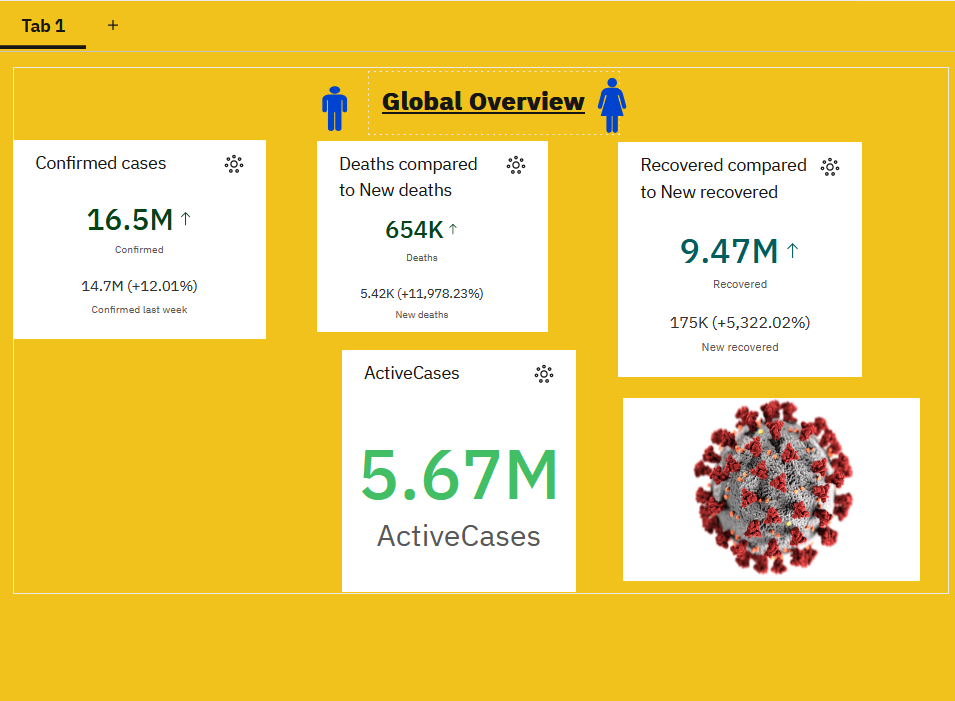 Tab 1 +
Global Overview
Confirmed cases
16.5M ↑
Confirmed
14.7M (+12.01%)
Confirmed last week
Deaths compared
to New deaths
654K ↑
Deaths
5.42K (+11,978.23%)
New deaths
Recovered compared
to New recovered
9.47M ↑
Recovered
175K (+5,322.02%)
New recovered
ActiveCases
5.67M
ActiveCases